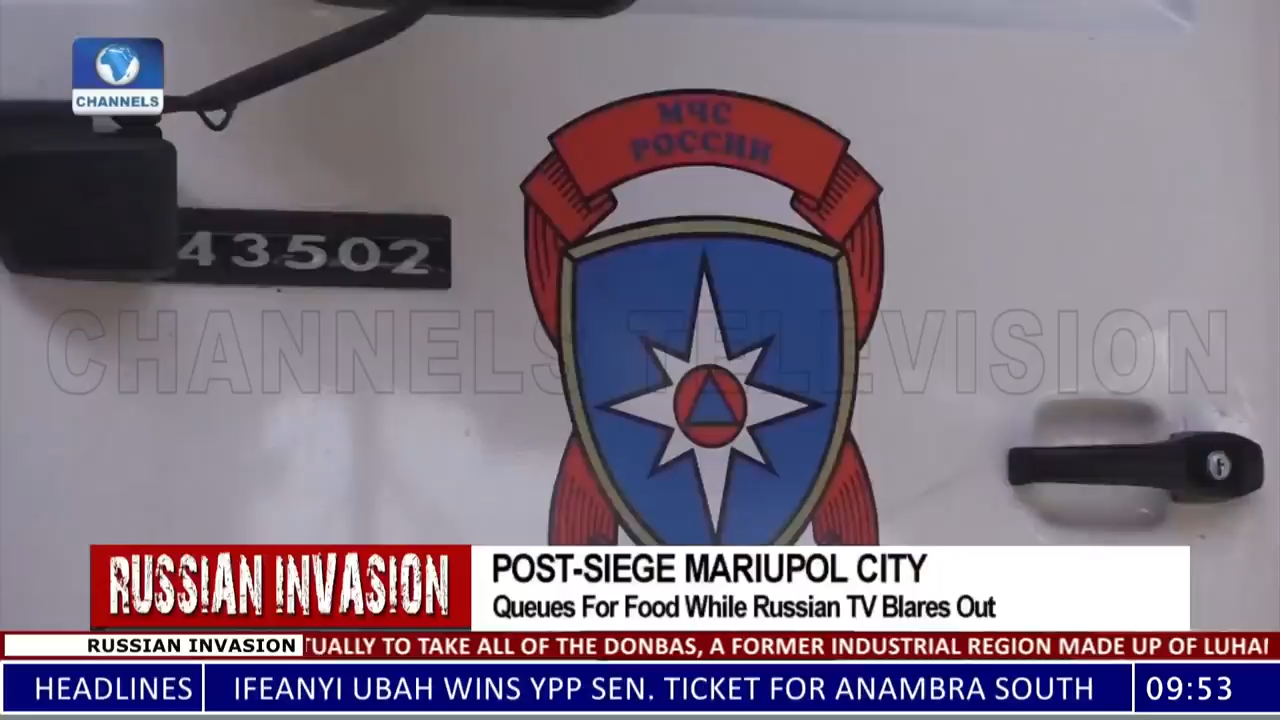 CHANNELS
МЧС
РОССИИ
43502
CHANNELS TELEVISION
RUSSIAN INVASION
POST-SIEGE MARIUPOL CITY
Queues For Food While Russian TV Blares Out
RUSSIAN INVASION
TUALLY TO TAKE ALL OF THE DONBAS, A FORMER INDUSTRIAL REGION MADE UP OF LUHAI
HEADLINES
IFEANYI UBAH WINS YPP SEN. TICKET FOR ANAMBRA SOUTH
09:53